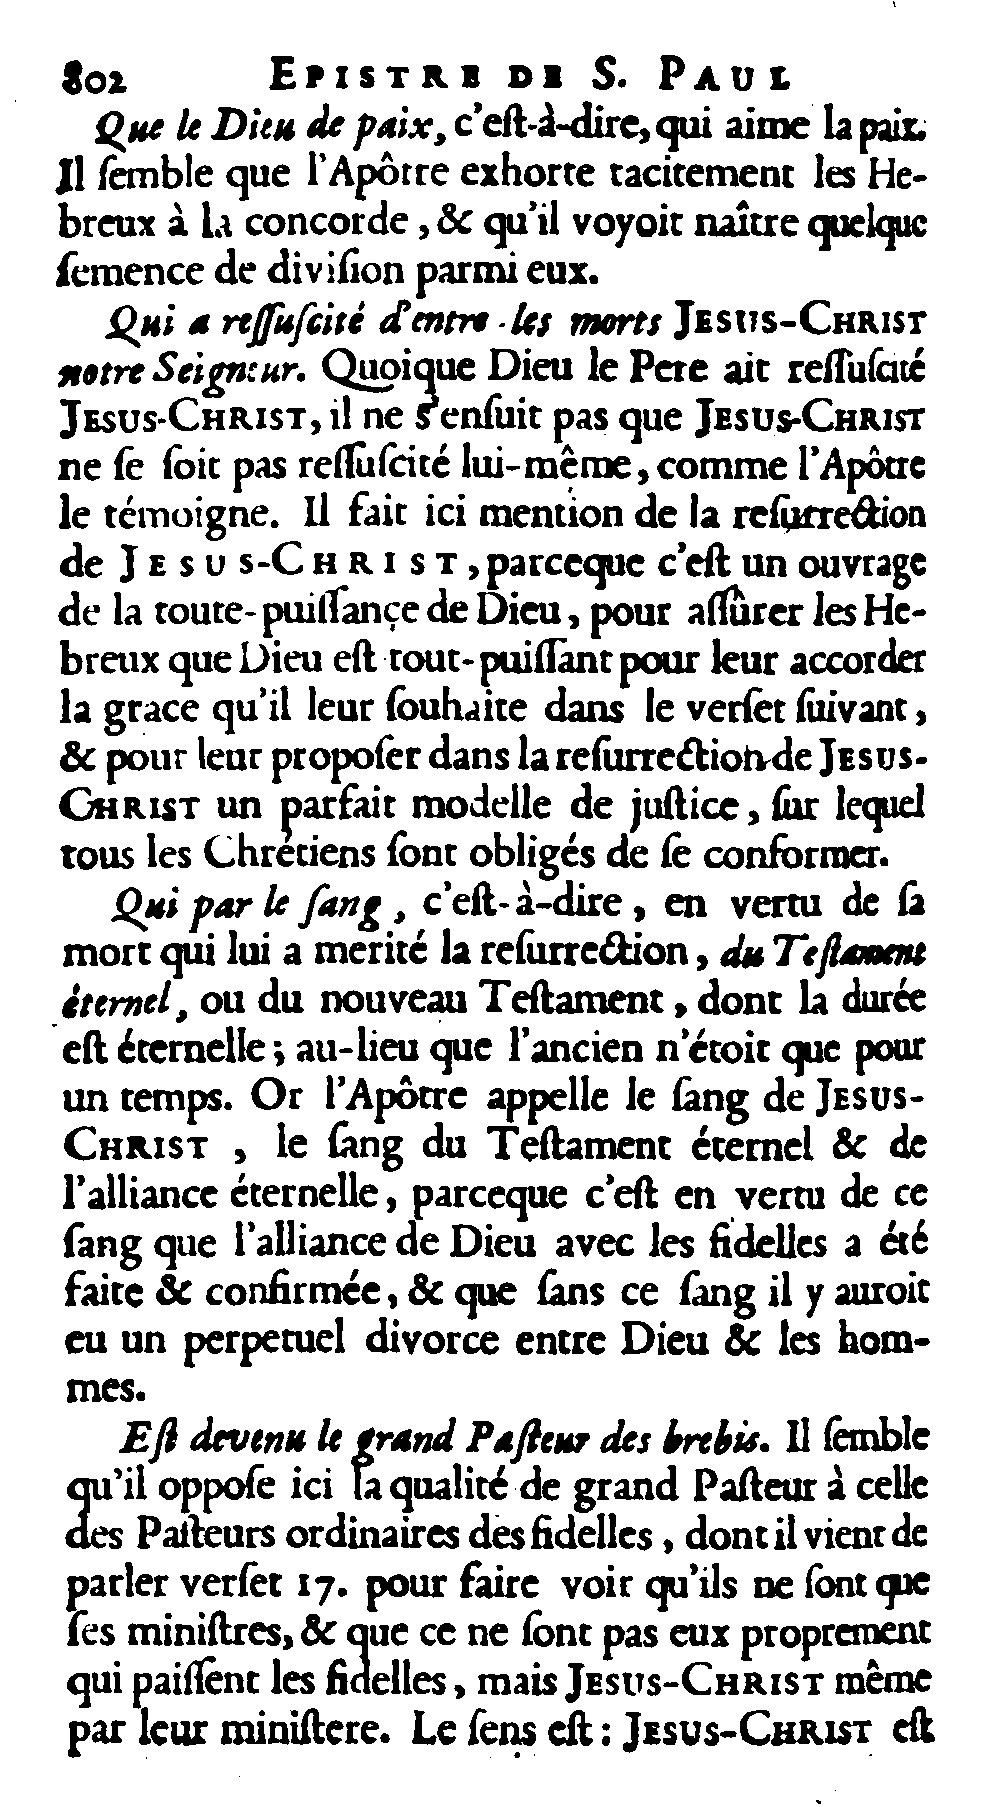 802 EPISTRE DE S. PAUL
Que le Dieu de paix, c'eſt-à-dire, qui aime la paix.
Il ſemble que l'Apôtre exhorte tacitement les He-
breux à la concorde, & qu'il voyoit naître quelque
ſemence de diviſion parmi eux.
Qui a reſſuſcité d'entre les morts JESUS-CHRIST
notre Seigneur. Quoique Dieu le Pere ait reſſuſcité
JESUS-CHRIST, il ne s'enſuit pas que JESUS-CHRIST
ne ſe ſoit pas reſſuſcité lui-même, comme l'Apôtre
le témoigne. Il fait ici mention de la reſurrection
de JESUS-CHRIST, parceque c'eſt un ouvrage
de la toute-puiſſançe de Dieu, pour aſſûrer les He-
breux que Dieu eſt tout-puiſſant pour leur accorder
la grace qu'il leur ſouhaite dans le verſet ſuivant,
& pour leur propoſer dans la reſurrection de JESUS-
CHRIST un parfait modelle de juſtice, ſur lequel
tous les Chrétiens ſont obligés de ſe conformer.
Qui par le ſang, c'eſt-à-dire, en vertu de ſa
mort qui lui a merité la reſurrection, du Teſtament
éternel, ou du nouveau Teſtament, dont la durée
eſt éternelle; au-lieu que l'ancien n'étoit que pour
un temps. Or l'Apôtre appelle le ſang de JESUS-
CHRIST, le ſang du Teſtament éternel & de
l'alliance éternelle, parceque c'eſt en vertu de ce
ſang que l'alliance de Dieu avec les fidelles a été
faite & confirmée, & que ſans ce ſang il y auroit
eu un perpetuel divorce entre Dieu & les hom-
mes.
Eſt devenu le grand Paſteur des brebis. Il ſemble
qu'il oppoſe ici la qualité de grand Paſteur à celle
des Paſteurs ordinaires des fidelles, dont il vient de
parler verſet 17. pour faire voir qu'ils ne ſont que
ſes miniſtres, & que ce ne ſont pas eux proprement
qui paiſſent les fidelles, mais JESUS-CHRIST même
par leur miniſtere. Le ſens eſt : JESUS-CHRIST eſt